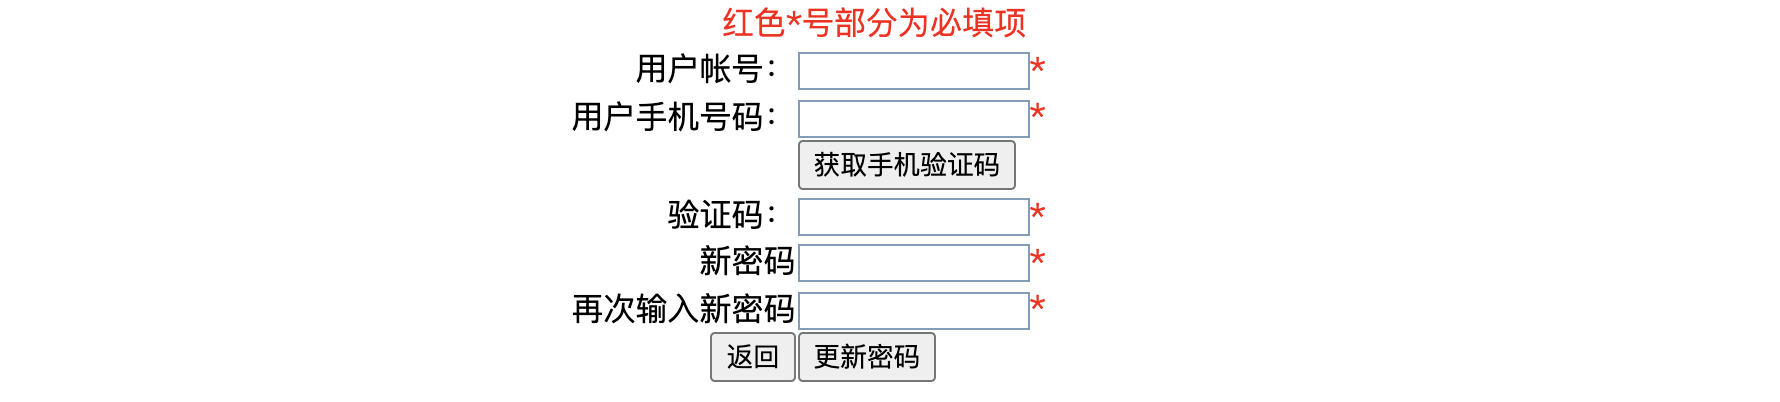 红色*号部分为必填项
用户帐号： *
用户手机号码： *
获取手机验证码
验证码： *
新密码 *
再次输入新密码 *
返回 更新密码